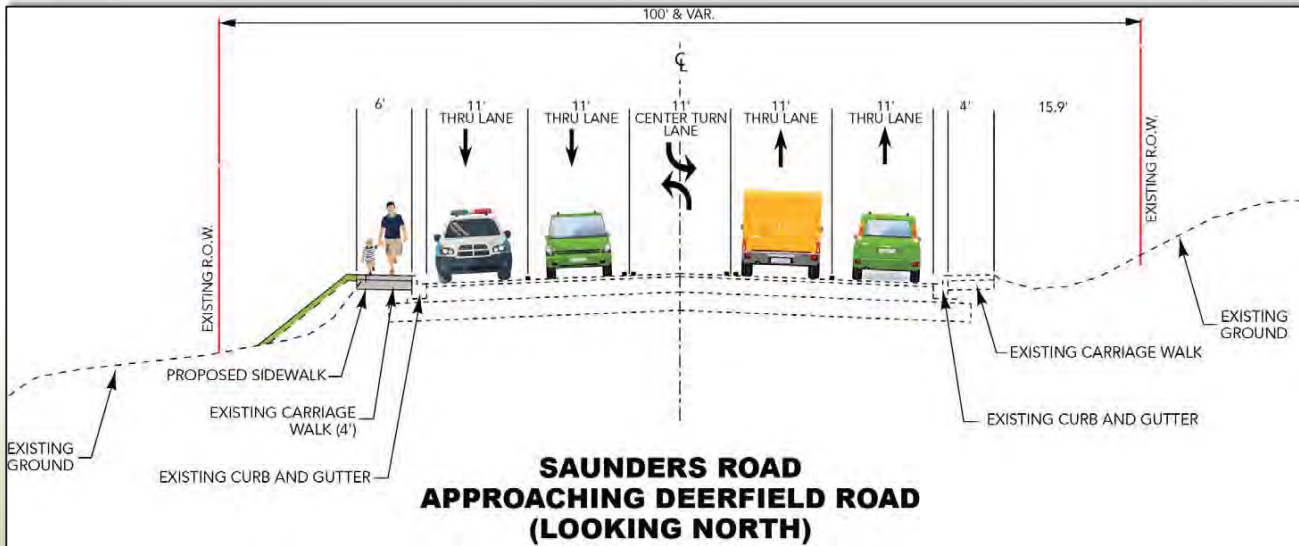 100' & VAR.
℄
6'
11'
THRU LANE
11'
THRU LANE
11'
CENTER TURN
LANE
11'
THRU LANE
11'
THRU LANE
4'
15.9'
EXISTING R.O.W.
EXISTING R.O.W.
PROPOSED SIDEWALK
EXISTING CARRIAGE
WALK (4')
EXISTING
GROUND
EXISTING CURB AND GUTTER
EXISTING
GROUND
EXISTING CARRIAGE WALK
EXISTING CURB AND GUTTER
SAUNDERS ROAD
APPROACHING DEERFIELD ROAD
(LOOKING NORTH)